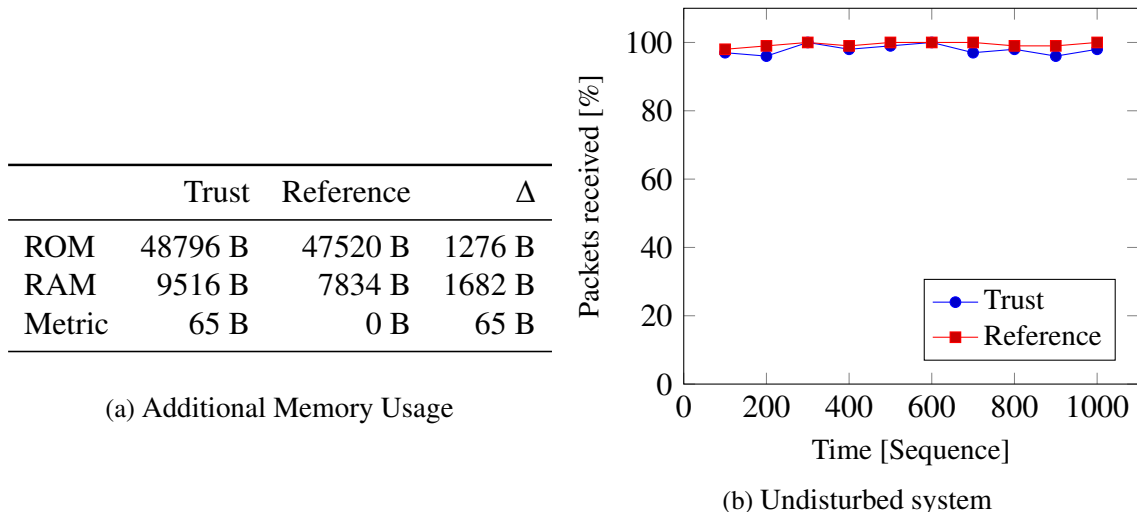 Trust Reference Δ
ROM 48796 B 47520 B 1276 B
RAM 9516 B 7834 B 1682 B
Metric 65 B 0 B 65 B
(a) Additional Memory Usage
Packets received [%]
100
80
60
40
20
0
Trust
Reference
0 200 400 600 800 1000
Time [Sequence]
(b) Undisturbed system